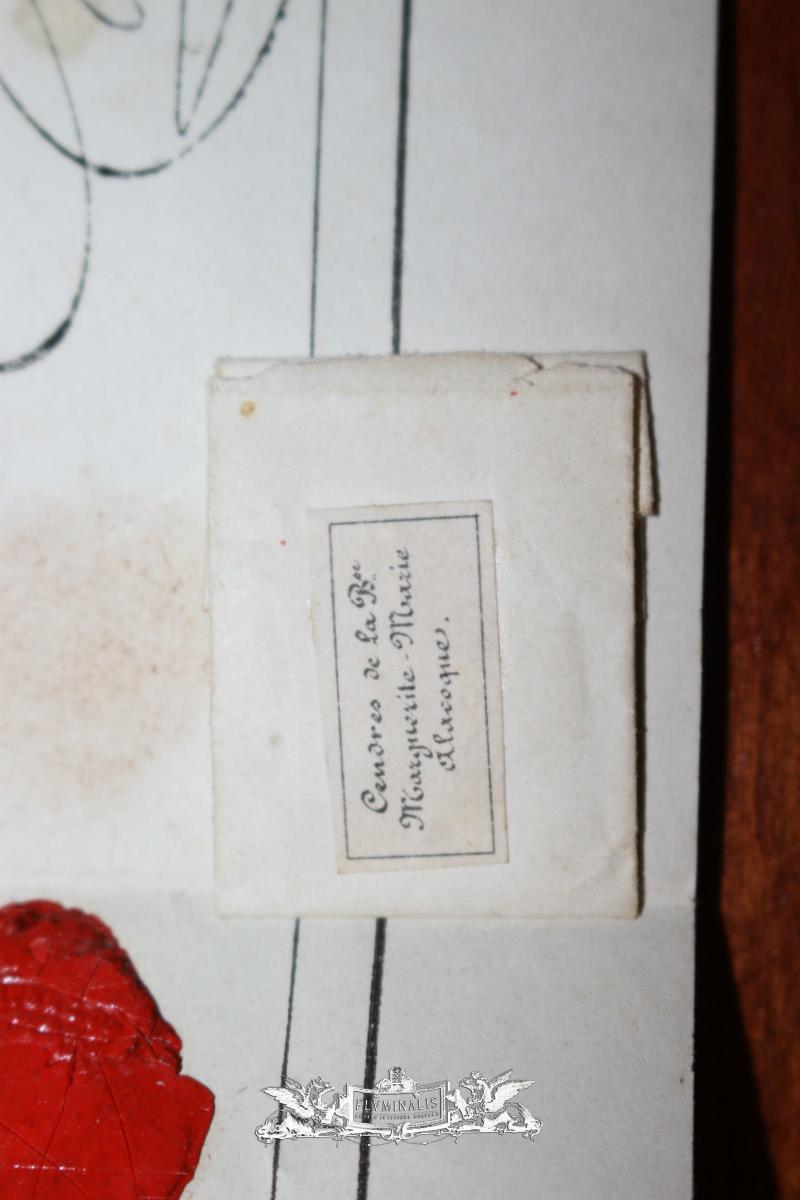 Cendres de la Bse
Marguerite-Marie
Alacoque.
FLVMINALIS